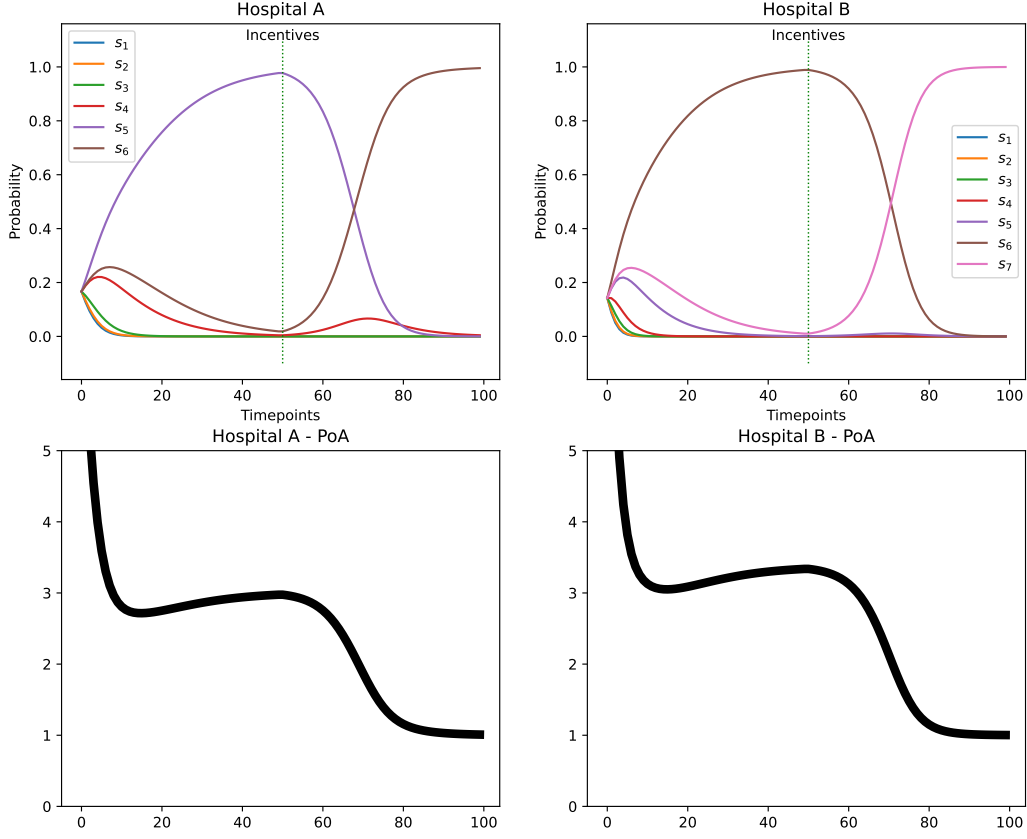 Hospital A
Incentives
s1
s2
s3
s4
s5
s6
1.0
0.8
0.6
0.4
0.2
0.0
Probability
0 20 40 60 80 100
Timepoints
Hospital B
Incentives
s1
s2
s3
s4
s5
s6
s7
1.0
0.8
0.6
0.4
0.2
0.0
Probability
0 20 40 60 80 100
Timepoints
Hospital A - PoA
5
4
3
2
1
0
0 20 40 60 80 100
Hospital B - PoA
5
4
3
2
1
0
0 20 40 60 80 100